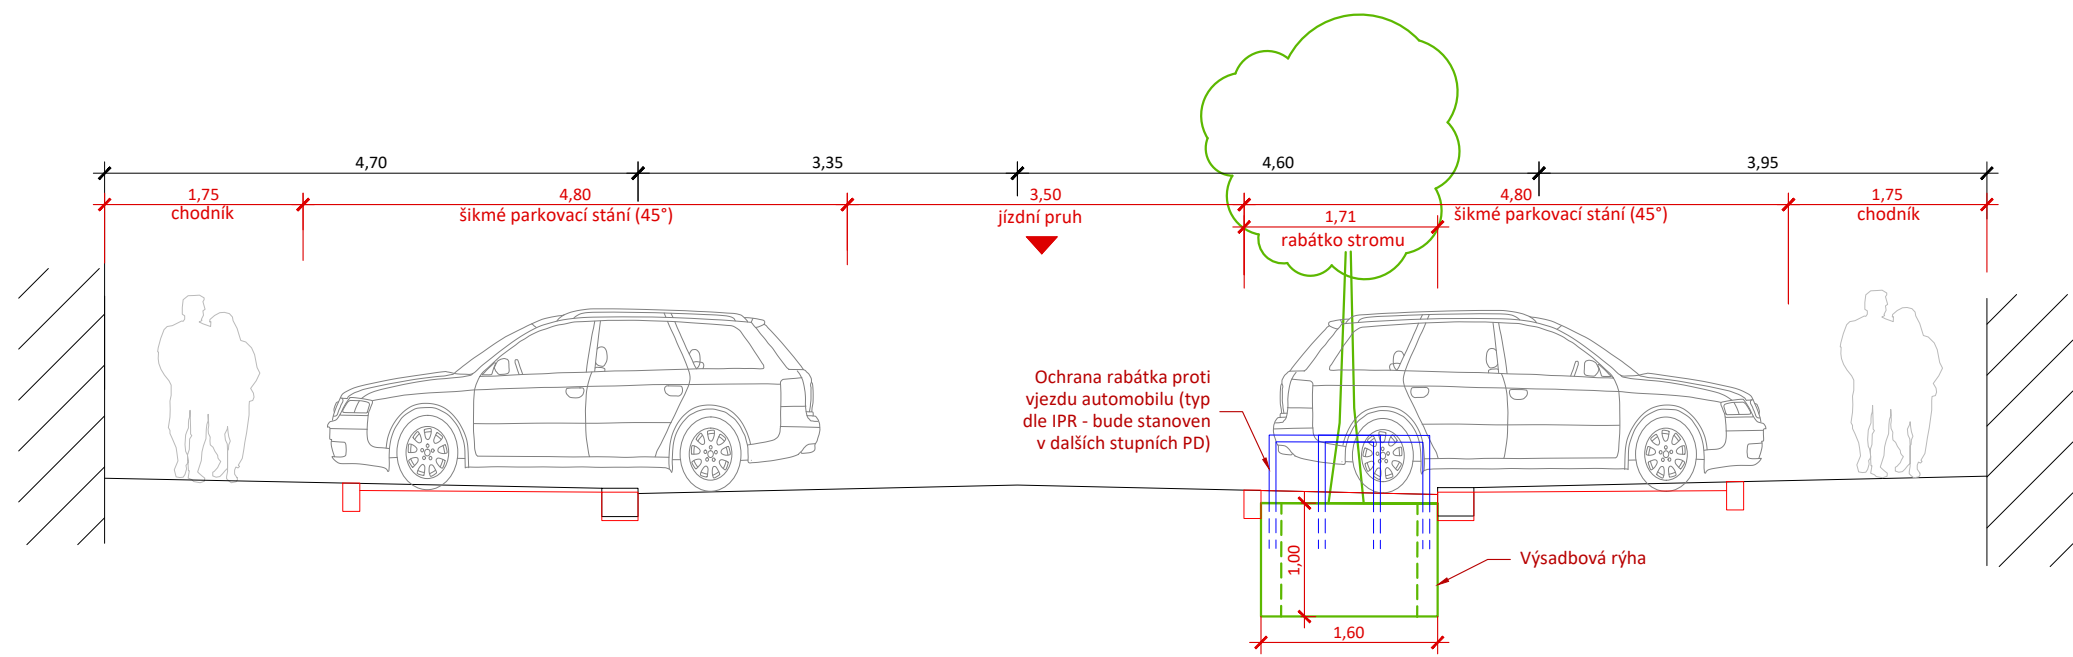 4,70
3,35
4,60
3,95
1,75
4,80
3,50
4,80
1,75
chodník
šikmé parkovací stání (45°)
jízdní pruh
šikmé parkovací stání (45°)
chodník
1,71
rabátko stromu
Ochrana rabátka proti
vjezdu automobilu (typ
dle IPR - bude stanoven
v dalších stupních PD)
1,00
Výsadbová rýha
1,60